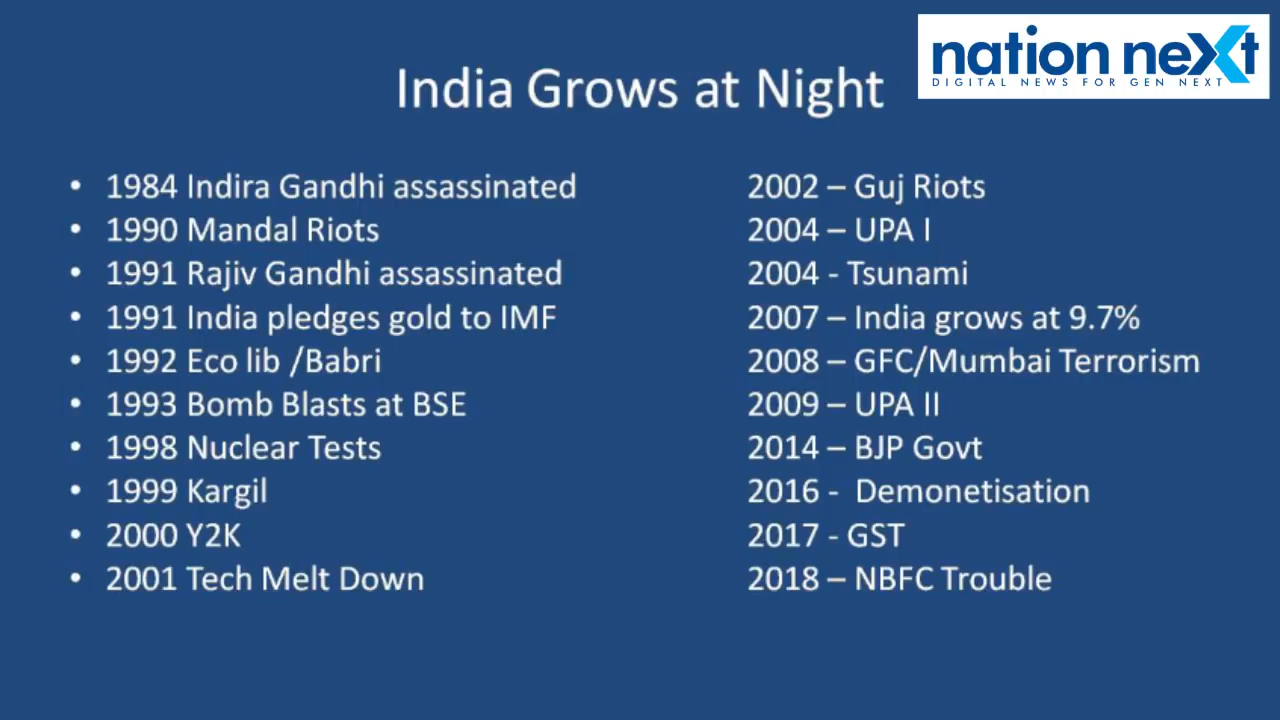 nation next
DIGITAL NEWS FOR GEN NEXT
India Grows at Night
• 1984 Indira Gandhi assassinated
• 1990 Mandal Riots
• 1991 Rajiv Gandhi assassinated
• 1991 India pledges gold to IMF
• 1992 Eco lib /Babri
• 1993 Bomb Blasts at BSE
• 1998 Nuclear Tests
• 1999 Kargil
• 2000 Y2K
• 2001 Tech Melt Down
2002 – Guj Riots
2004 – UPA I
2004 - Tsunami
2007 – India grows at 9.7%
2008 – GFC/Mumbai Terrorism
2009 – UPA II
2014 – BJP Govt
2016 - Demonetisation
2017 - GST
2018 – NBFC Trouble